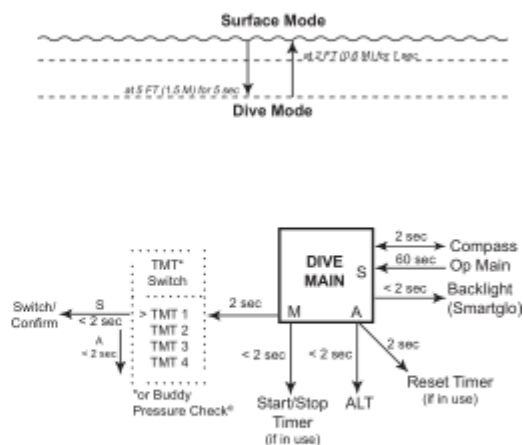 Surface Mode
at 2 FT (0.6 M) for 1 sec
at 5 FT (1.5 M) for 5 sec
Dive Mode
TMT*
Switch
DIVE
MAIN
S
M
A
2 sec
Compass
60 sec
Op Main
< 2 sec
Backlight
(Smartglo)
2 sec
Switch/
Confirm
S
< 2 sec
A
< 2 sec
> TMT 1
TMT 2
TMT 3
TMT 4
*or Buddy
Pressure Check®
< 2 sec
Start/Stop
Timer
(if in use)
< 2 sec
ALT
2 sec
Reset Timer
(if in use)